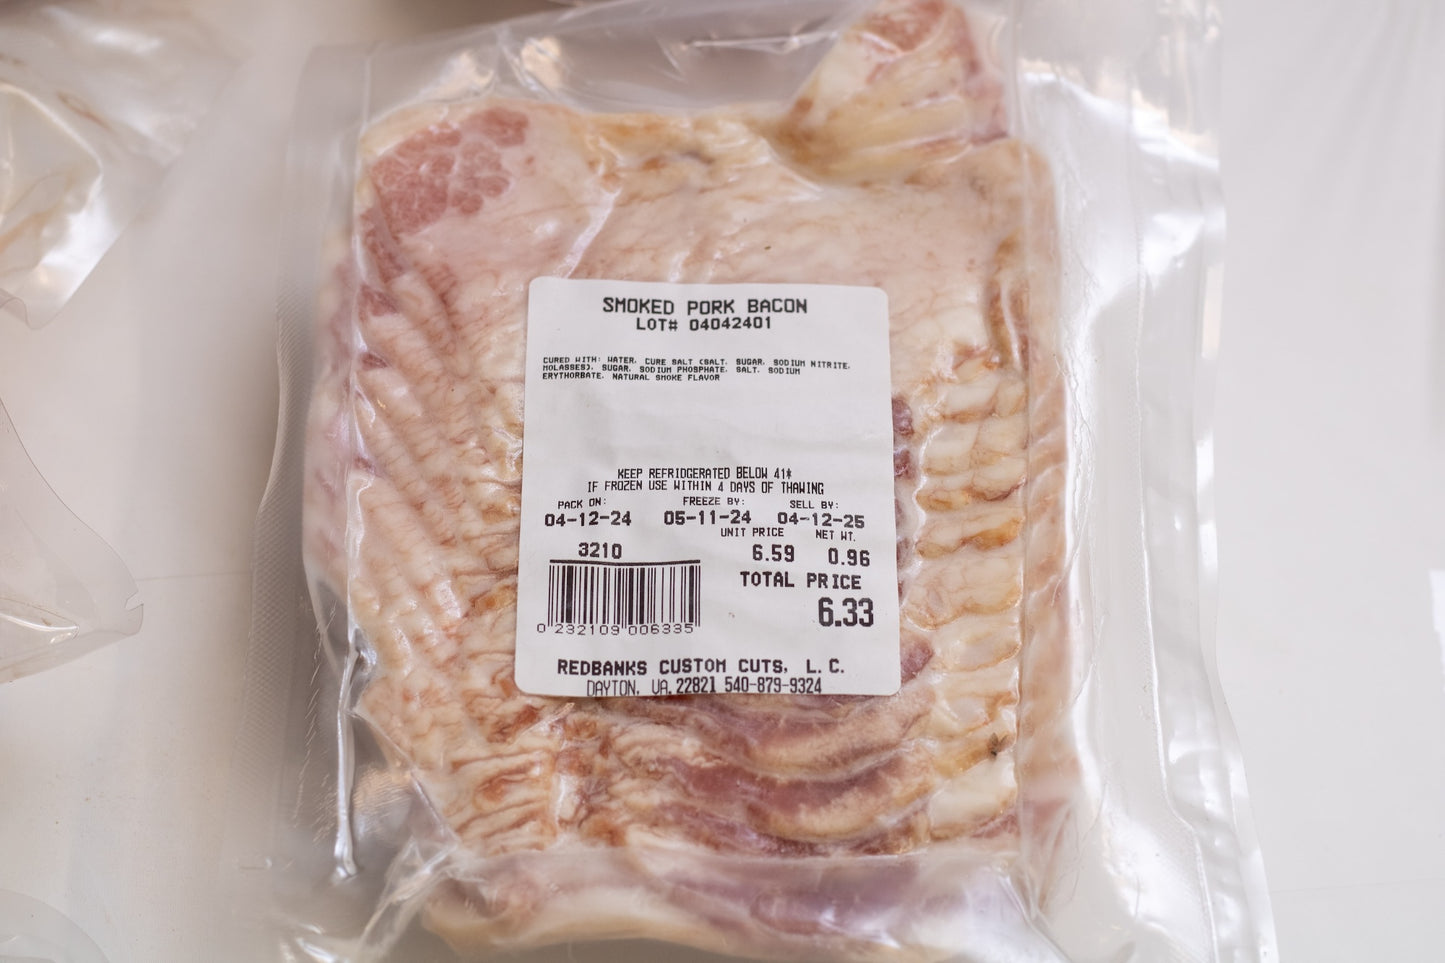 SMOKED PORK BACON
LOT# 04042401
CURED WITH: WATER, CURE SALT (SALT, SUGAR, SODIUM NITRITE,
MOLASSES), SUGAR, SODIUM PHOSPHATE, SALT, SODIUM
ERYTHORBATE, NATURAL SMOKE FLAVOR
KEEP REFRIDGERATED BELOW 41*
IF FROZEN USE WITHIN 4 DAYS OF THAWING
PACK ON: FREEZE BY: SELL BY:
04-12-24 05-11-24 04-12-25
UNIT PRICE NET WT.
3210 6.59 0.96
TOTAL PRICE
6.33
0 232109 006335
REDBANKS CUSTOM CUTS, L.C.
DAYTON, VA. 22821 540-879-9324